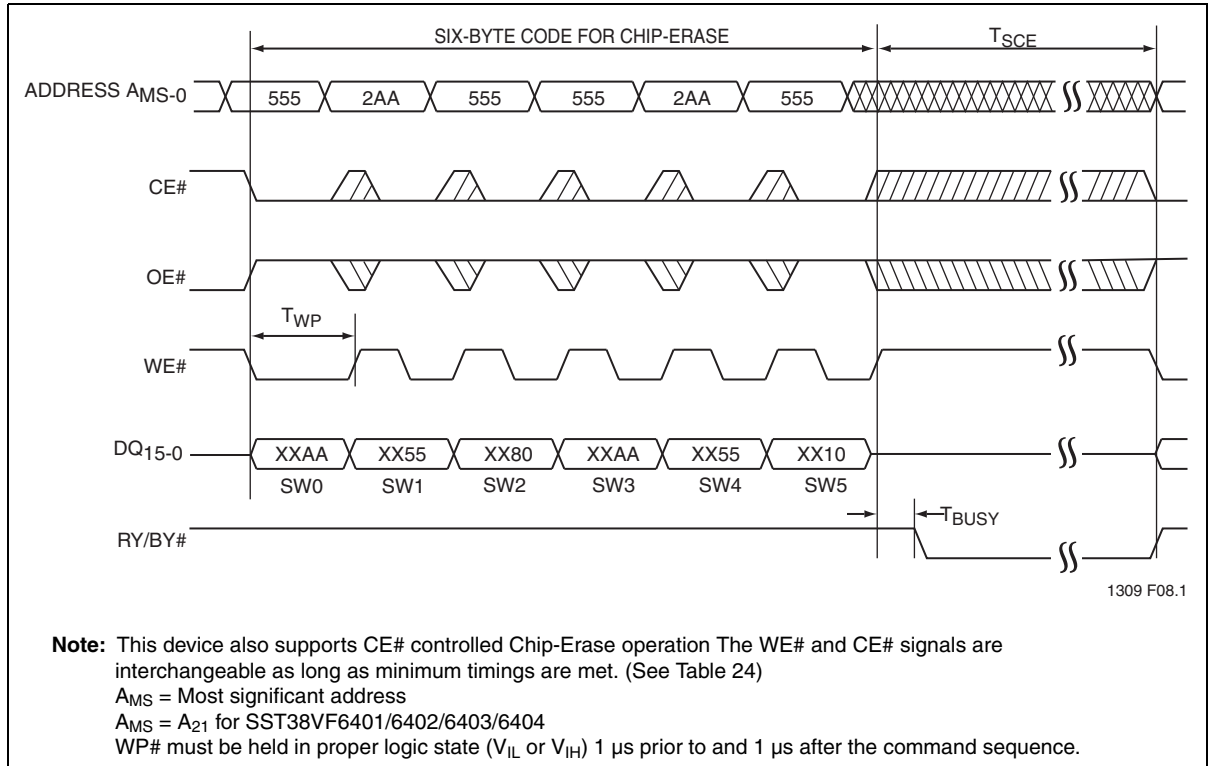 SIX-BYTE CODE FOR CHIP-ERASE
TSCE
ADDRESS AMS-0
555 2AA 555 555 2AA 555
CE#
OE#
TWP
WE#
DQ15-0
XXAA XX55 XX80 XXAA XX55 XX10
SW0 SW1 SW2 SW3 SW4 SW5
TBUSY
RY/BY#
1309 F08.1
Note: This device also supports CE# controlled Chip-Erase operation The WE# and CE# signals are
interchangeable as long as minimum timings are met. (See Table 24)
AMS = Most significant address
AMS = A21 for SST38VF6401/6402/6403/6404
WP# must be held in proper logic state (VIL or VIH) 1 µs prior to and 1 µs after the command sequence.